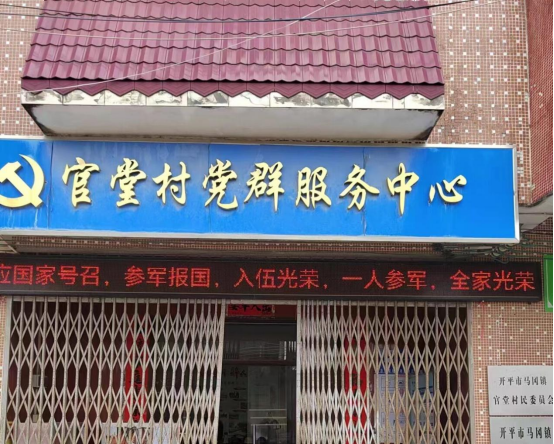 官堂村党群服务中心
应国家号召，参军报国，入伍光荣，一人参军，全家光荣
开平市马冈镇
官堂村民委员会
开平市马冈镇